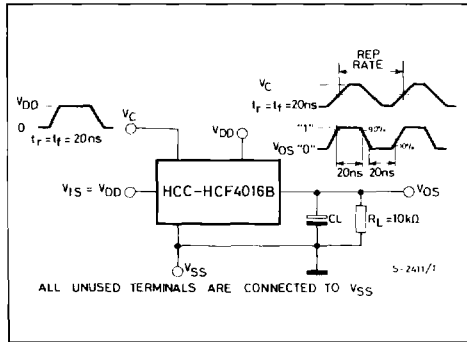 REP
RATE
VC
tr = tf = 20ns
VDD
0
tr = tf = 20ns
VC
VDD
"1"
90%
VOS "0"
10%
20ns 20ns
VIS = VDD
HCC-HCF4016B
VOS
CL
RL = 10kΩ
VSS
S-2411/1
ALL UNUSED TERMINALS ARE CONNECTED TO VSS